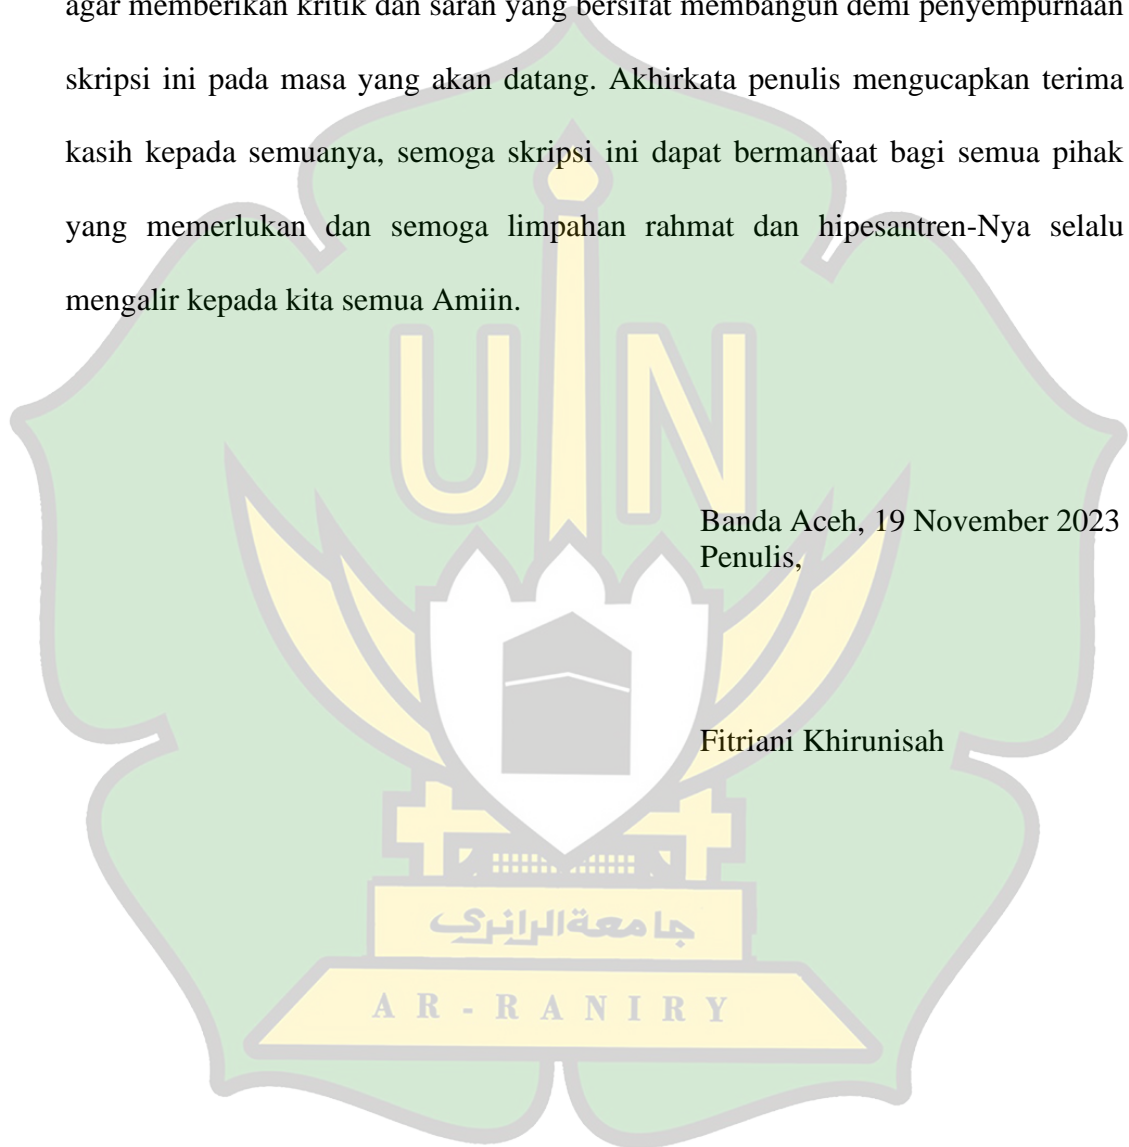 agar memberikan kritik dan saran yang bersifat membangun demi penyempurnaan
skripsi ini pada masa yang akan datang. Akhirkata penulis mengucapkan terima
kasih kepada semuanya, semoga skripsi ini dapat bermanfaat bagi semua pihak
yang memerlukan dan semoga limpahan rahmat dan hipesantren-Nya selalu
mengalir kepada kita semua Amiin.
UIN
Banda Aceh, 19 November 2023
Penulis,
Fitriani Khirunisah
جامعة الرانري
AR-RANIRY